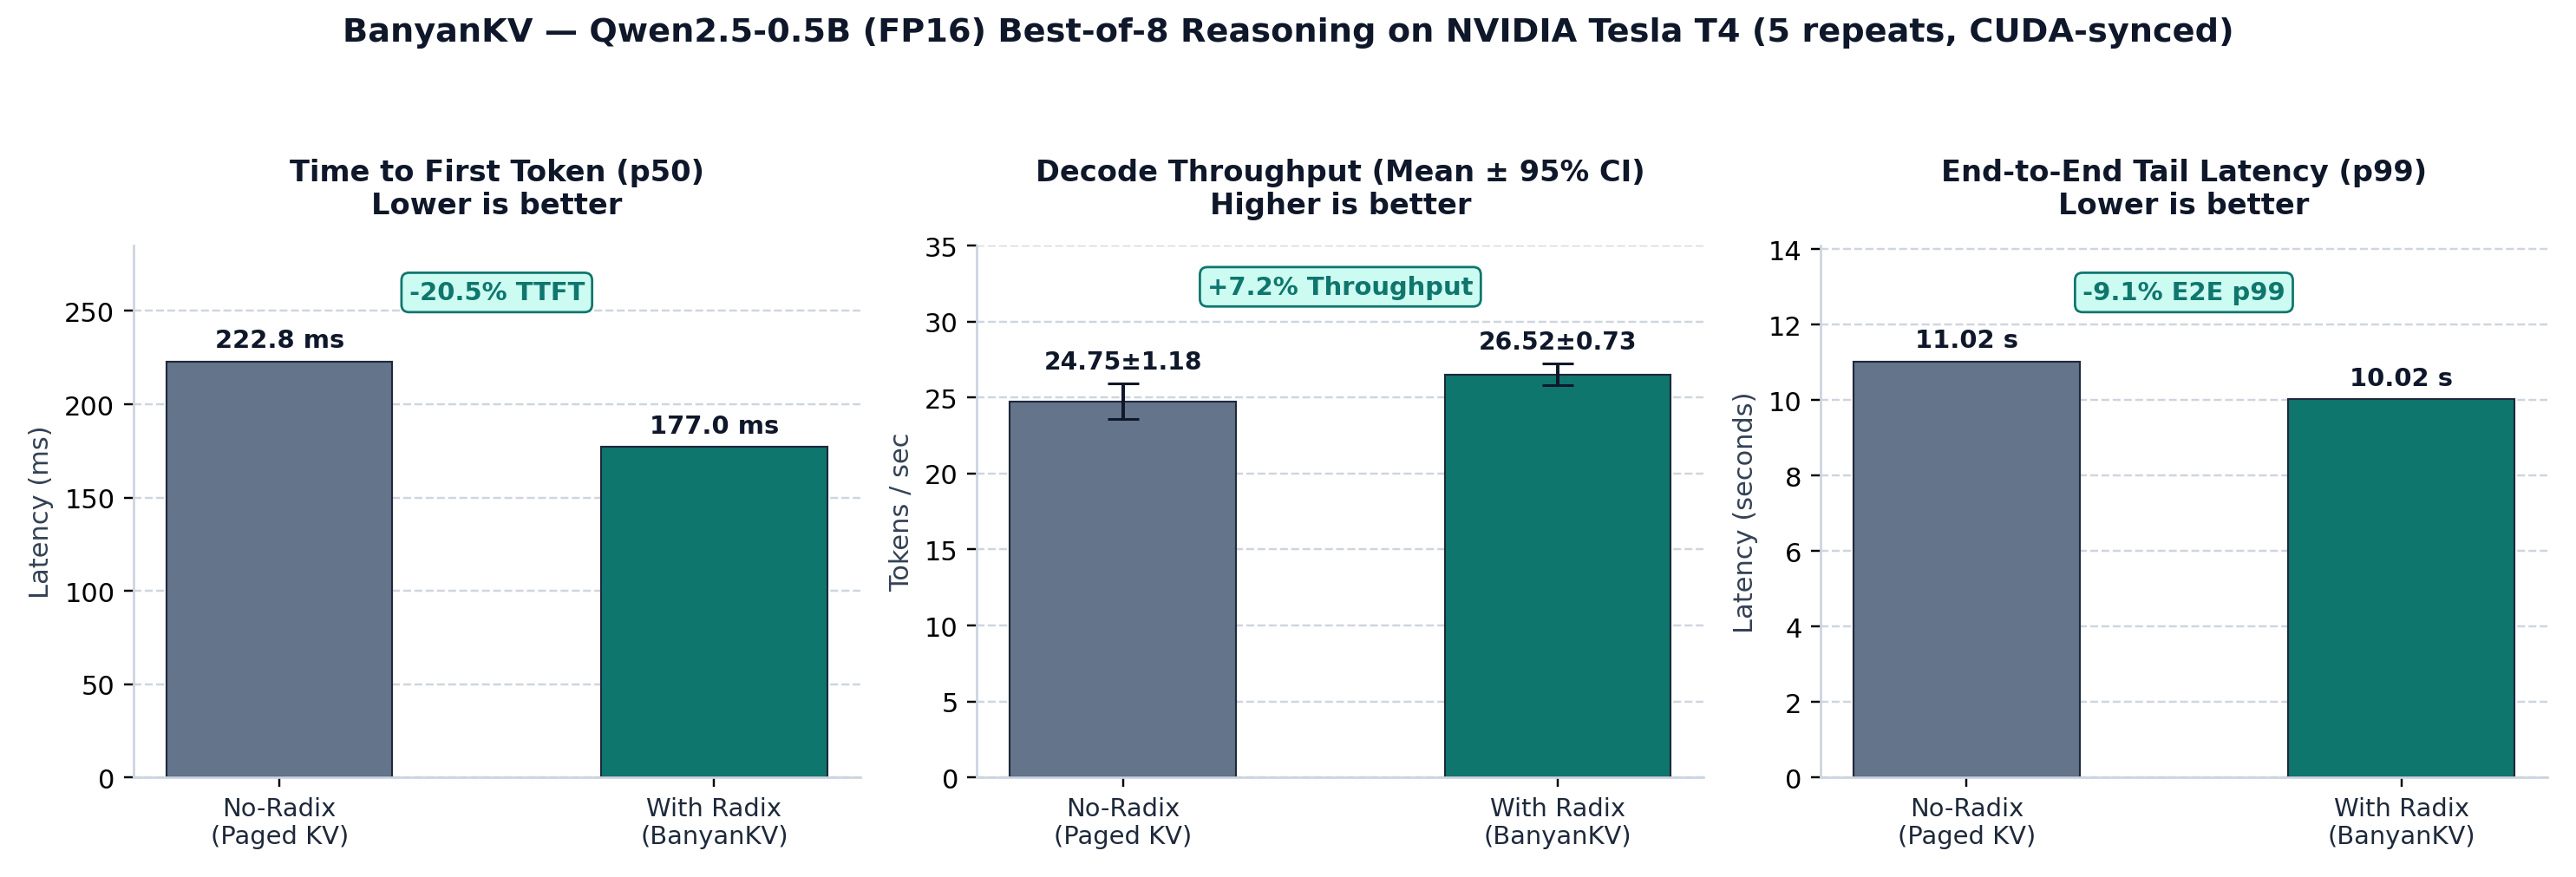 BanyanKV — Qwen2.5-0.5B (FP16) Best-of-8 Reasoning on NVIDIA Tesla T4 (5 repeats, CUDA-synced)
Time to First Token (p50)
Lower is better
-20.5% TTFT
222.8 ms
177.0 ms
Latency (ms)
250
200
150
100
50
0
No-Radix
(Paged KV)
With Radix
(BanyanKV)
Decode Throughput (Mean ± 95% CI)
Higher is better
+7.2% Throughput
24.75±1.18
26.52±0.73
Tokens / sec
35
30
25
20
15
10
5
0
No-Radix
(Paged KV)
With Radix
(BanyanKV)
End-to-End Tail Latency (p99)
Lower is better
-9.1% E2E p99
11.02 s
10.02 s
Latency (seconds)
14
12
10
8
6
4
2
0
No-Radix
(Paged KV)
With Radix
(BanyanKV)